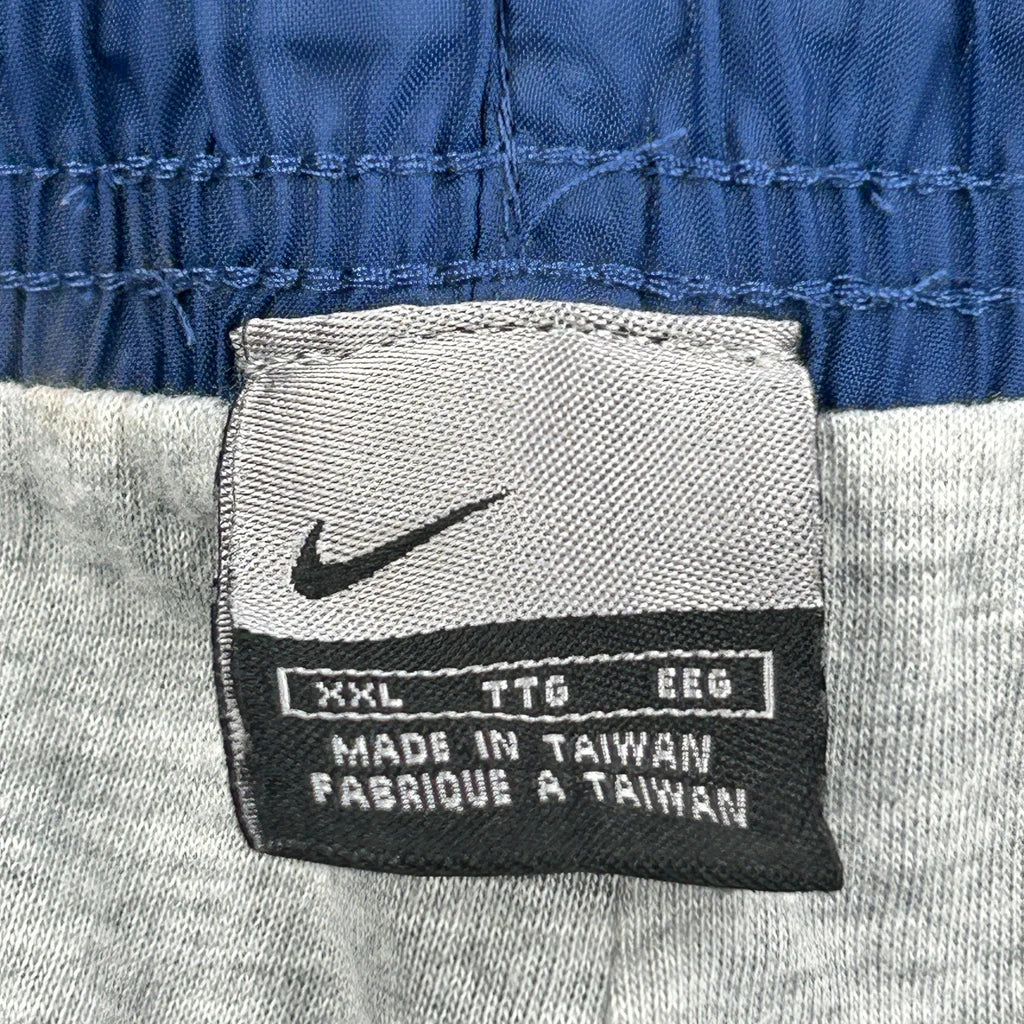 XXL TTG EEG
MADE IN TAIWAN
FABRIQUE A TAIWAN